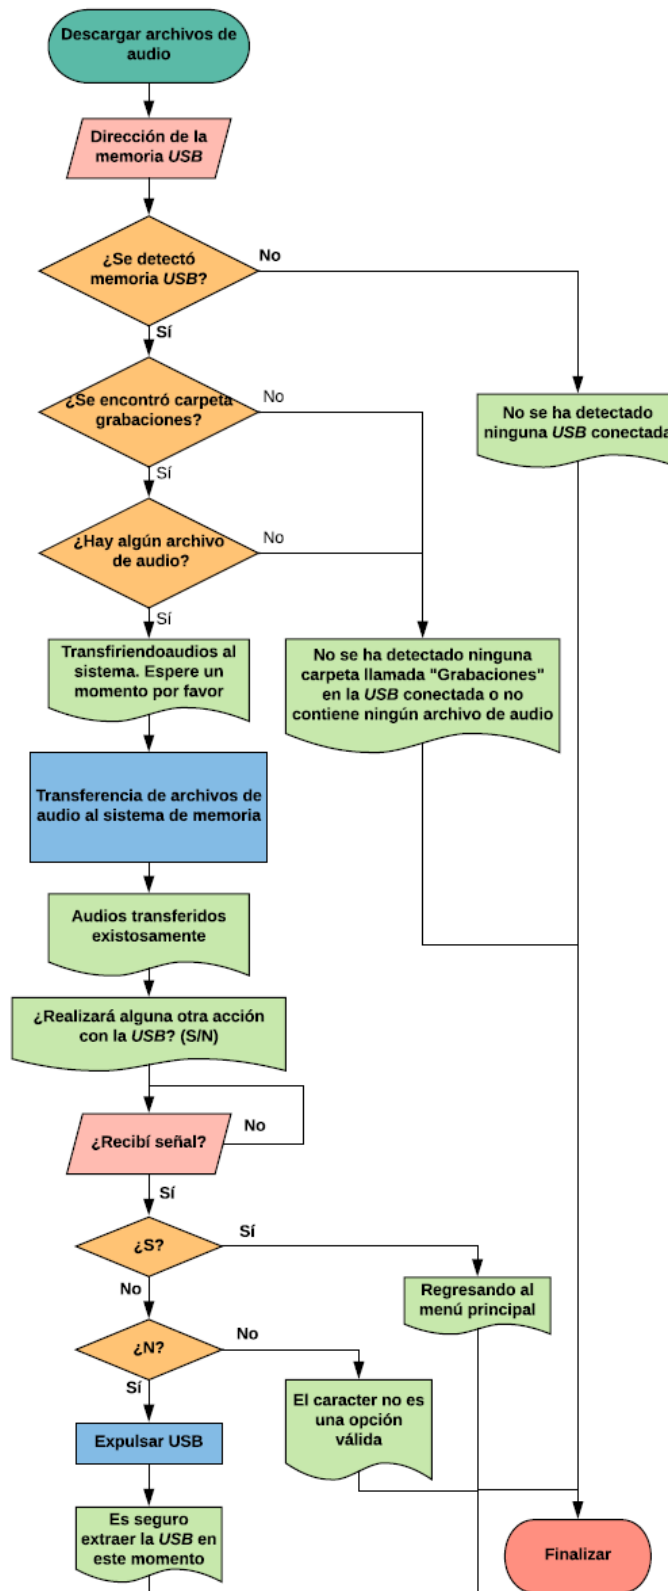 Descargar archivos de
audio
Dirección de la
memoria USB
¿Se detectó
memoria USB?
No
Sí
¿Se encontró carpeta
grabaciones?
No
Sí
No se ha detectado
ninguna USB conectada
¿Hay algún archivo
de audio?
No
Sí
Transfiriendoaudios al
sistema. Espere un
momento por favor
No se ha detectado ninguna
carpeta llamada "Grabaciones"
en la USB conectada o no
contiene ningún archivo de audio
Transferencia de archivos de
audio al sistema de memoria
Audios transferidos
existosamente
¿Realizará alguna otra acción
con la USB? (S/N)
¿Recibí señal?
No
Sí
¿S?
Sí
No
Regresando al
menú principal
¿N?
No
Sí
El caracter no es
una opción
válida
Expulsar USB
Es seguro
extraer la USB en
este momento
Finalizar